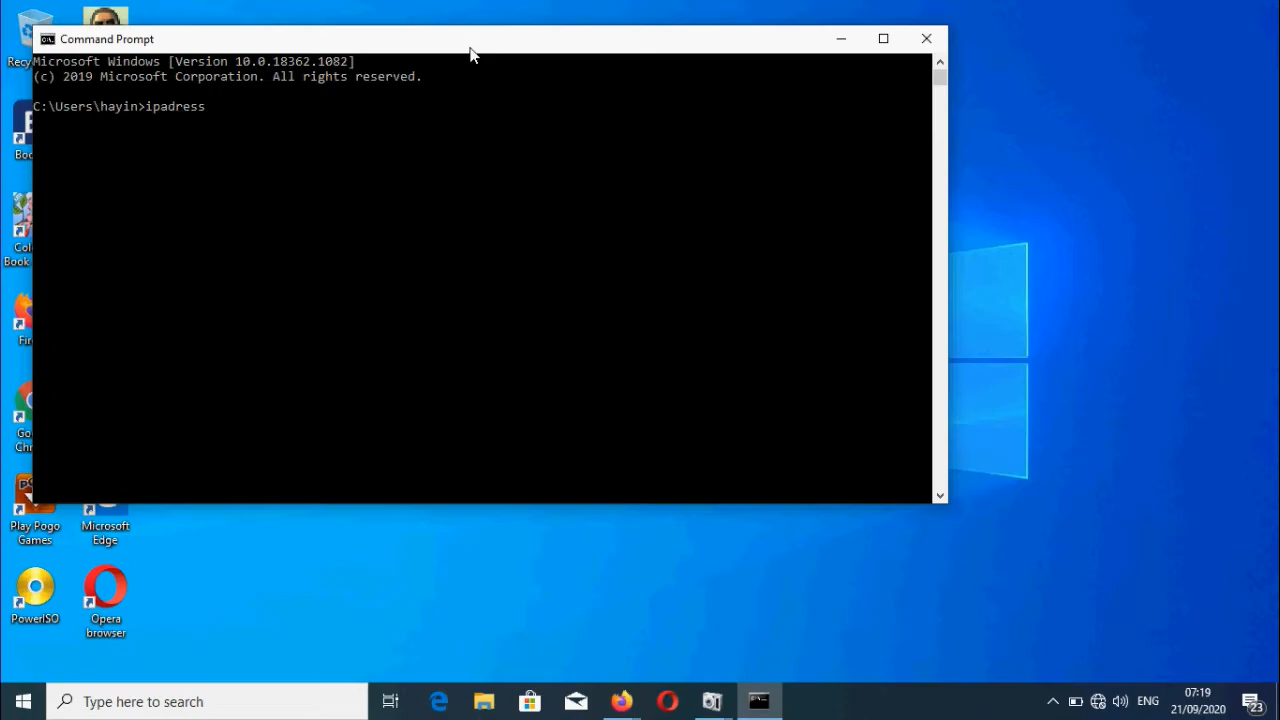 Command Prompt
Microsoft Windows [Version 10.0.18362.1082]
(c) 2019 Microsoft Corporation. All rights reserved.
C:\Users\hayin>ipadress
Recy
Boo
Col
Book
Fir
Go
Chr
Play Pogo
Games
Microsoft
Edge
PowerISO
Opera
browser
Type here to search
ENG
07:19
21/09/2020
23